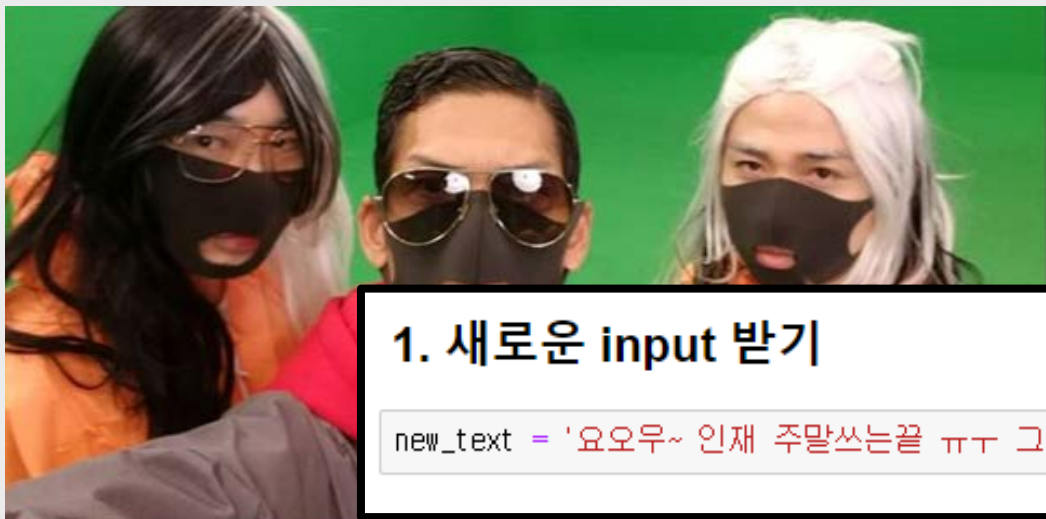 1. 새로운 input 받기
new_text = '요오우~ 인재 주말쓰는끝 ㅠㅜ 그